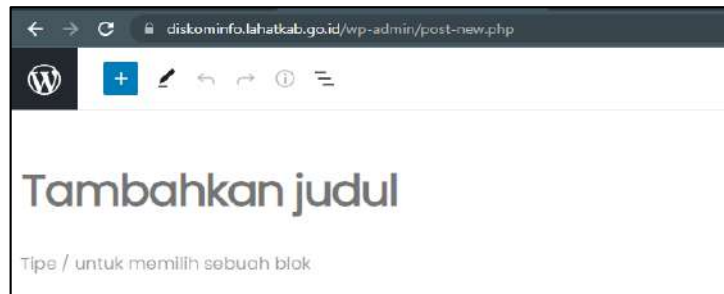 diskominfo.lahatkab.go.id/wp-admin/post-new.php
Tambahkan judul
Tipe / untuk memilih sebuah blok